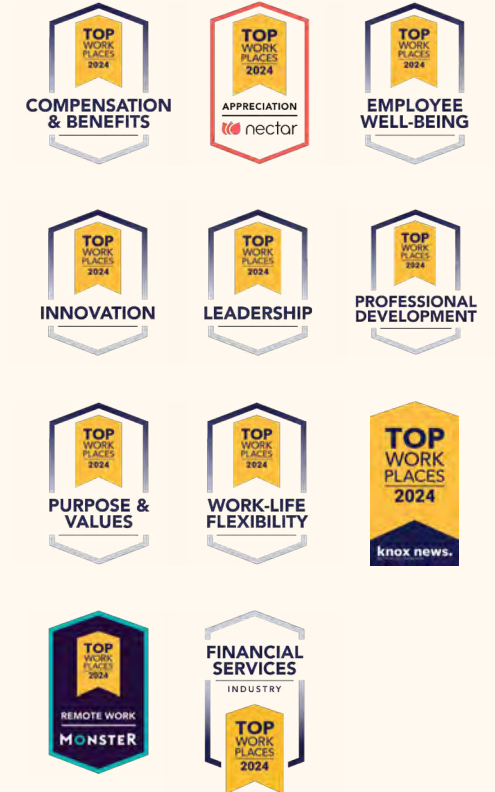 TOP
WORK
PLACES
2024
COMPENSATION
& BENEFITS
TOP
WORK
PLACES
2024
APPRECIATION
nectar
TOP
WORK
PLACES
2024
EMPLOYEE
WELL-BEING
TOP
WORK
PLACES
2024
INNOVATION
TOP
WORK
PLACES
2024
LEADERSHIP
TOP
WORK
PLACES
2024
PROFESSIONAL
DEVELOPMENT
TOP
WORK
PLACES
2024
PURPOSE &
VALUES
TOP
WORK
PLACES
2024
WORK-LIFE
FLEXIBILITY
TOP
WORK
PLACES
2024
knox news.
TOP
WORK
PLACES
2024
REMOTE WORK
MONSTER
FINANCIAL
SERVICES
INDUSTRY
TOP
WORK
PLACES
2024